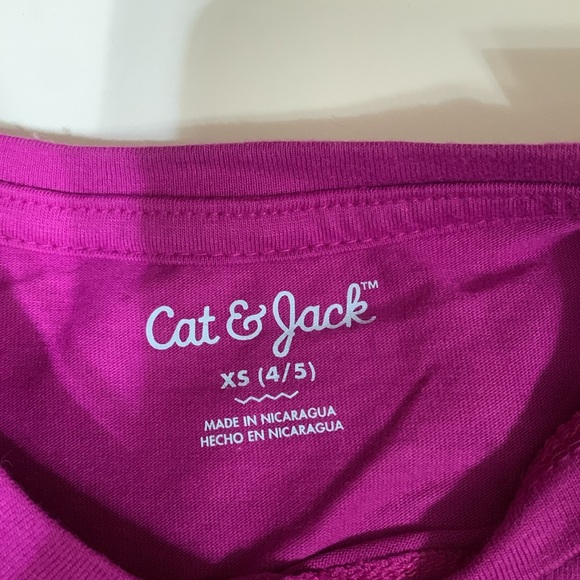 Cat & Jack™
XS (4/5)
MADE IN NICARAGUA
HECHO EN NICARAGUA